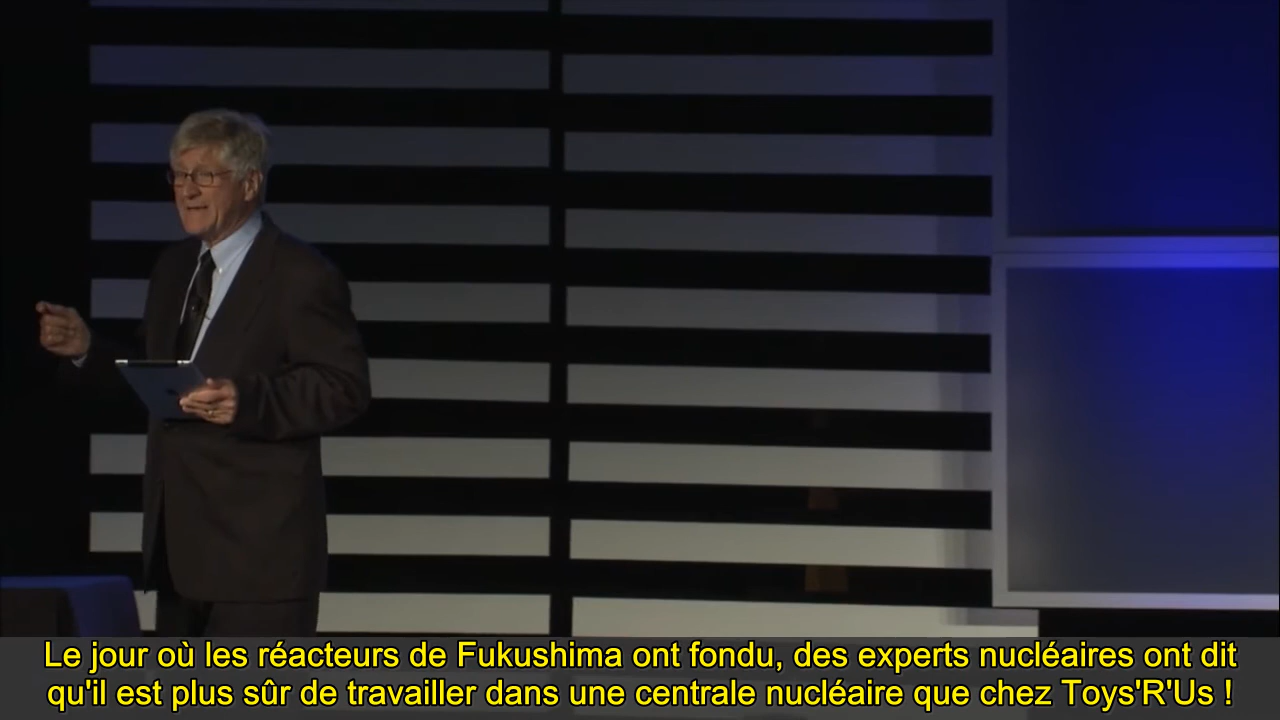 Le jour où les réacteurs de Fukushima ont fondu, des experts nucléaires ont dit
qu'il est plus sûr de travailler dans une centrale nucléaire que chez Toys'R'Us !